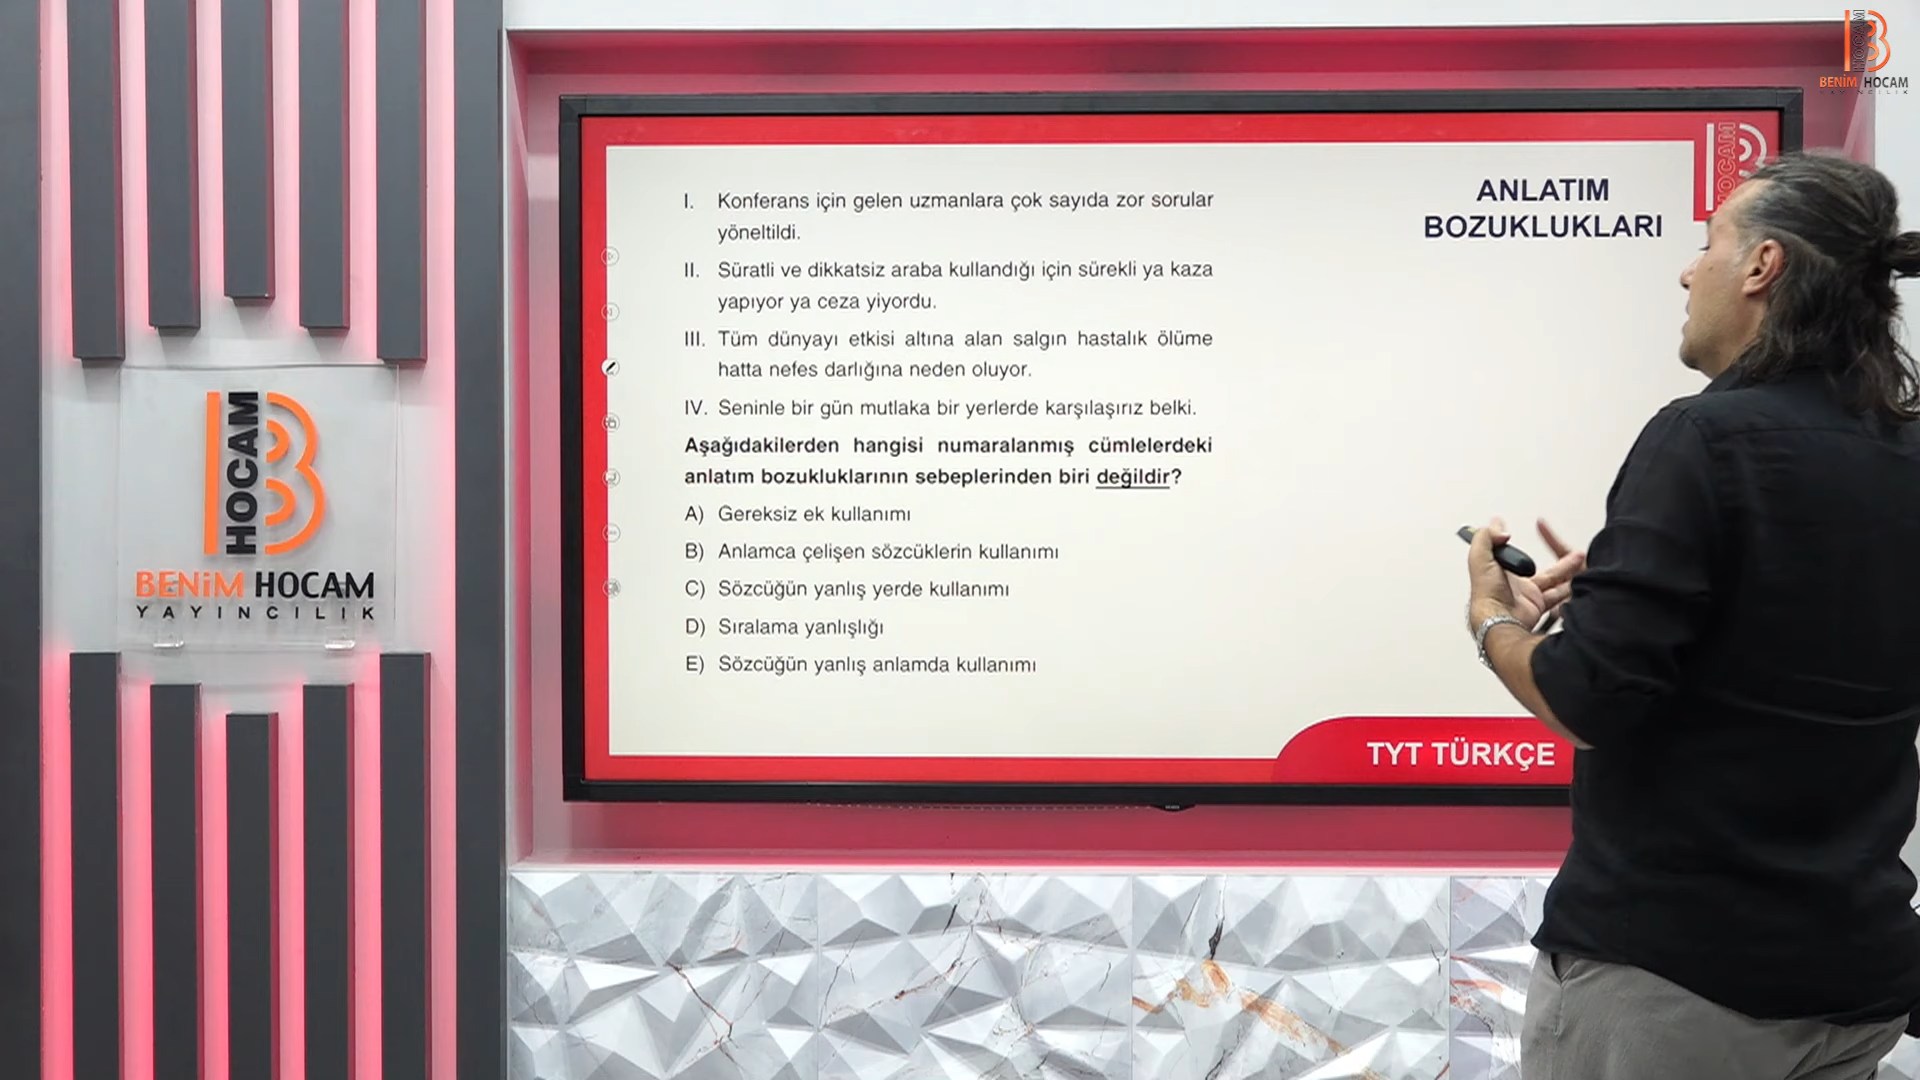 HOCAM
BENİM HOCAM
YAYINCILIK
HOCAM
ANLATIM
BOZUKLUKLARI
I. Konferans için gelen uzmanlara çok sayıda zor sorular
yöneltildi.
II. Süratli ve dikkatsiz araba kullandığı için sürekli ya kaza
yapıyor ya ceza yiyordu.
III. Tüm dünyayı etkisi altına alan salgın hastalık ölüme
hatta nefes darlığına neden oluyor.
IV. Seninle bir gün mutlaka bir yerlerde karşılaşırız belki.
Aşağıdakilerden hangisi numaralanmış cümlelerdeki
anlatım bozukluklarının sebeplerinden biri değildir?
A) Gereksiz ek kullanımı
B) Anlamca çelişen sözcüklerin kullanımı
C) Sözcüğün yanlış yerde kullanımı
D) Sıralama yanlışlığı
E) Sözcüğün yanlış anlamda kullanımı
TYT TÜRKÇE
HOCAM
BENİM HOCAM
YAYINCILIK